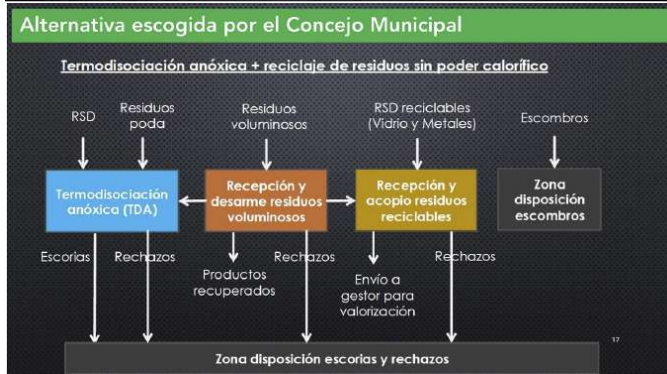 Alternativa escogida por el Concejo Municipal
Termodisociación anóxica + reciclaje de residuos sin poder calorífico
RSD
Residuos
poda
Residuos
voluminosos
RSD reciclables
(Vidrio y Metales)
Escombros
Termodisociación
anóxica (TDA)
Recepción y
desarme residuos
voluminosos
Recepción y
acopio residuos
reciclables
Zona
disposición
escombros
Escorias
Rechazos
Productos
recuperados
Rechazos
Envío a
gestor para
valorización
Rechazos
17
Zona disposición escorias y rechazos